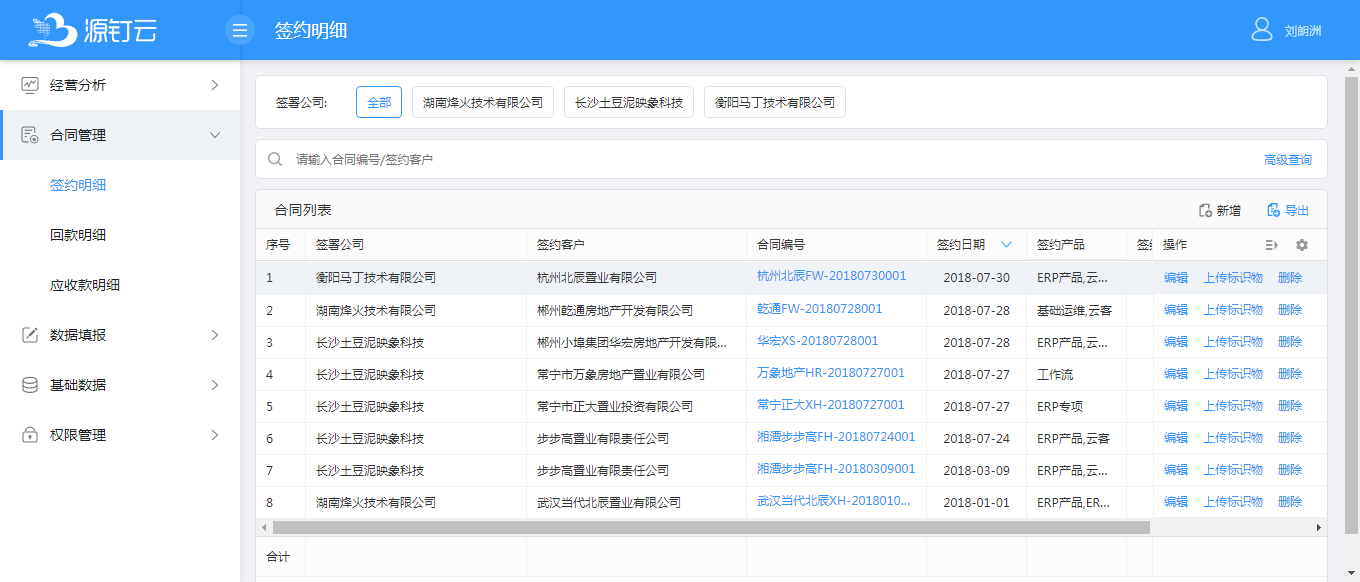 源钉云
签约明细
刘朗洲
经营分析
合同管理
签约明细
回款明细
应收款明细
数据填报
基础数据
权限管理
签署公司: 全部 湖南烽火技术有限公司 长沙土豆泥映象科技 衡阳马丁技术有限公司
请输入合同编号/签约客户 高级查询
合同列表 新增 导出
序号 签署公司 签约客户 合同编号 签约日期 签约产品 操作
1 衡阳马丁技术有限公司 杭州北辰置业有限公司 杭州北辰FW-20180730001 2018-07-30 ERP产品,云... 编辑 上传标识物 删除
2 湖南烽火技术有限公司 郴州乾通房地产开发有限公司 乾通FW-20180728001 2018-07-28 基础运维,云客 编辑 上传标识物 删除
3 长沙土豆泥映象科技 郴州小埠集团华宏房地产开发有限... 华宏XS-20180728001 2018-07-28 ERP产品,云... 编辑 上传标识物 删除
4 长沙土豆泥映象科技 常宁市万象房地产置业有限公司 万象地产HR-20180727001 2018-07-27 工作流 编辑 上传标识物 删除
5 长沙土豆泥映象科技 常宁市正大置业投资有限公司 常宁正大XH-20180727001 2018-07-27 ERP专项 编辑 上传标识物 删除
6 长沙土豆泥映象科技 步步高置业有限责任公司 湘潭步步高FH-20180724001 2018-07-24 ERP产品,云客 编辑 上传标识物 删除
7 长沙土豆泥映象科技 步步高置业有限责任公司 湘潭步步高FH-20180309001 2018-03-09 ERP产品,云... 编辑 上传标识物 删除
8 湖南烽火技术有限公司 武汉当代北辰置业有限公司 武汉当代北辰XH-2018010... 2018-01-01 ERP产品,ER... 编辑 上传标识物 删除
合计